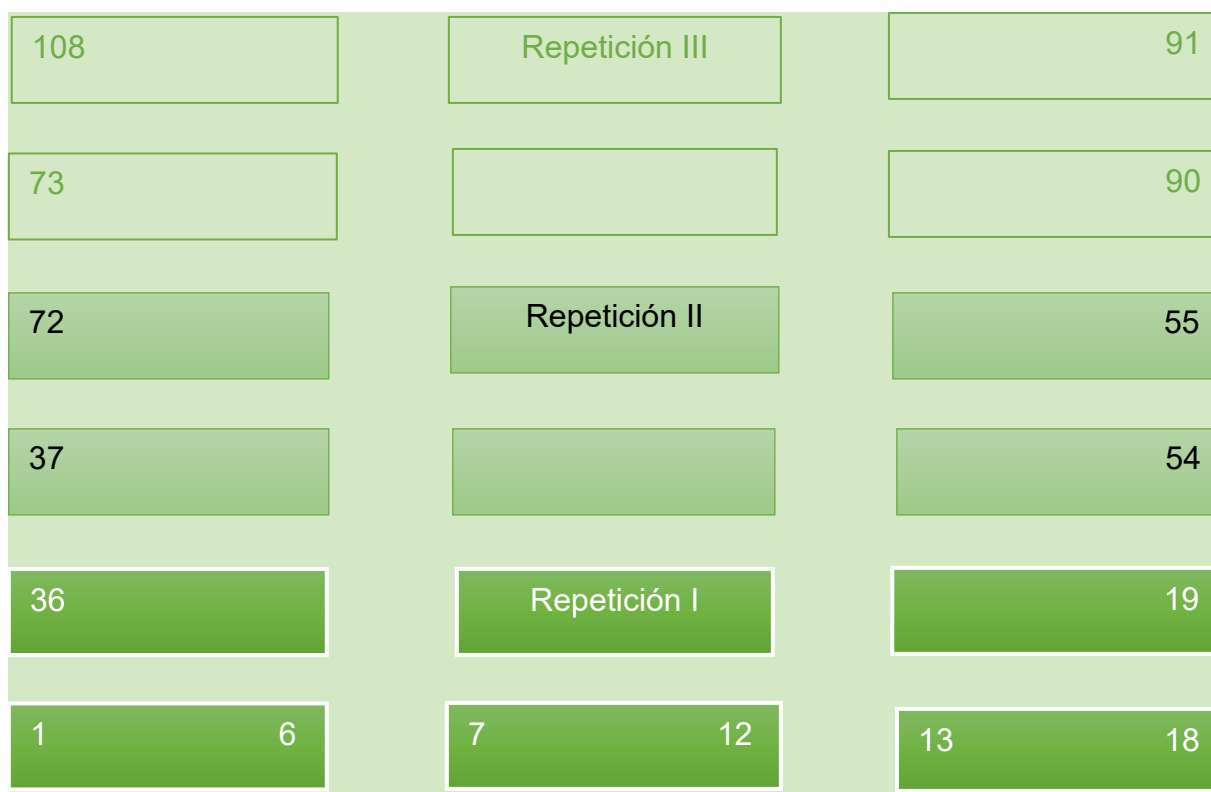 108 Repetición III 91
73 90
72 Repetición II 55
37 54
36 Repetición I 19
1 6 7 12 13 18